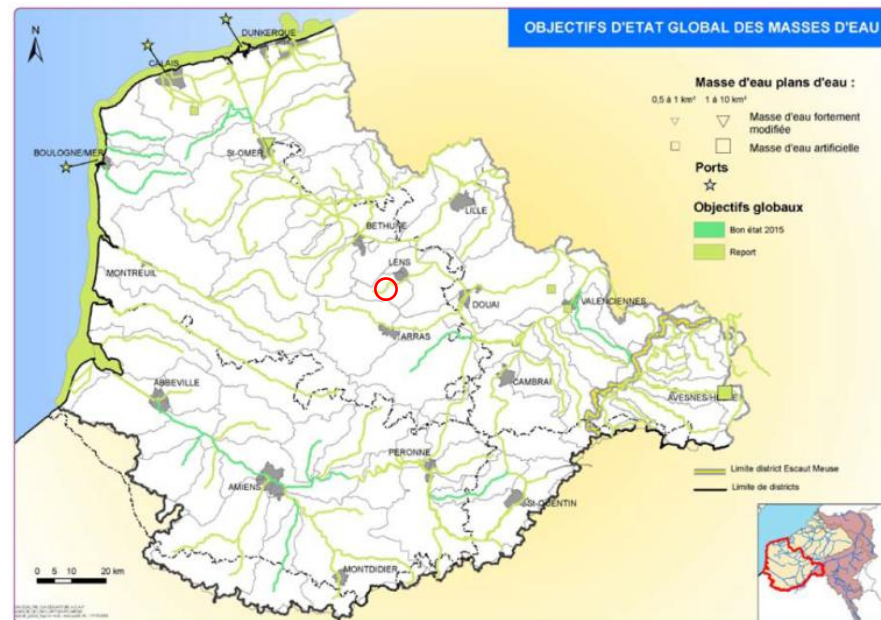 OBJECTIFS D'ETAT GLOBAL DES MASSES D'EAU
N
DUNKERQUE
CALAIS
Masse d'eau plans d'eau :
0,5 à 1 km² 1 à 10 km²
Masse d'eau fortement
modifiée
Masse d'eau artificielle
BOULOGNE/MER
ST-OMER
Ports
Objectifs globaux
LILLE
Bon état 2015
BETHUNE
Report
MONTREUIL
LENS
DOUAI
VALENCIENNES
ARRAS
ABBEVILLE
CAMBRAI
AVESNES/HELPE
PERONNE
Limite district Escaut Meuse
AMIENS
ST-QUENTIN
Limite de districts
MONTDIDIER
0 5 10 20 km